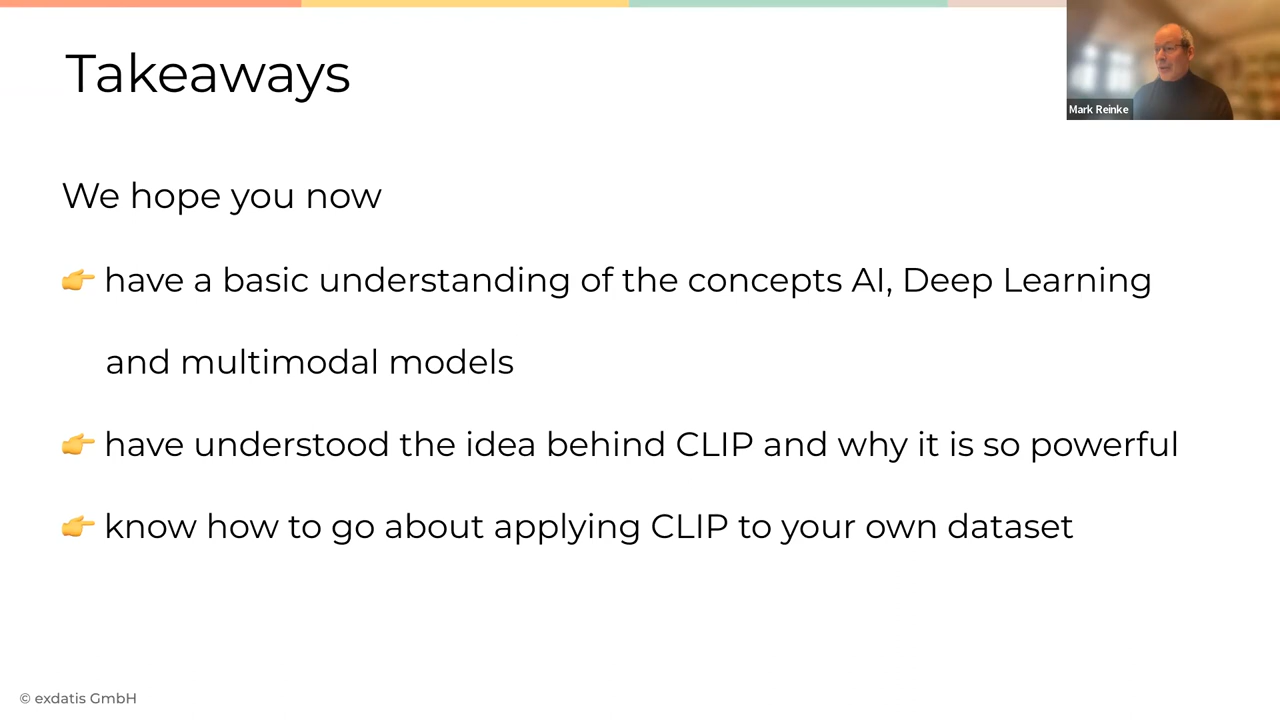 Takeaways
Mark Reinke
We hope you now
👉 have a basic understanding of the concepts AI, Deep Learning
and multimodal models
👉 have understood the idea behind CLIP and why it is so powerful
👉 know how to go about applying CLIP to your own dataset
© exdatis GmbH